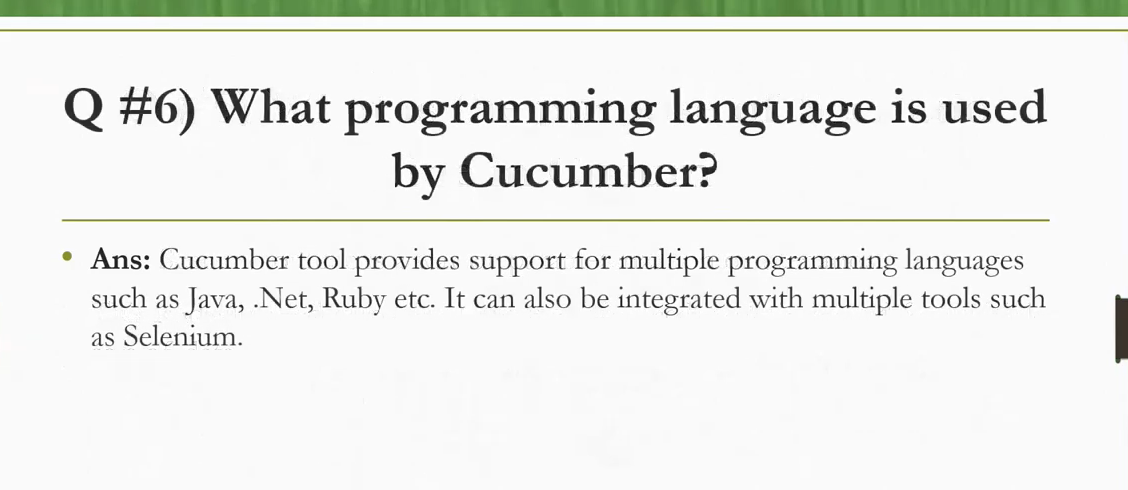 Q #6) What programming language is used
by Cucumber?
• Ans: Cucumber tool provides support for multiple programming languages
such as Java, .Net, Ruby etc. It can also be integrated with multiple tools such
as Selenium.